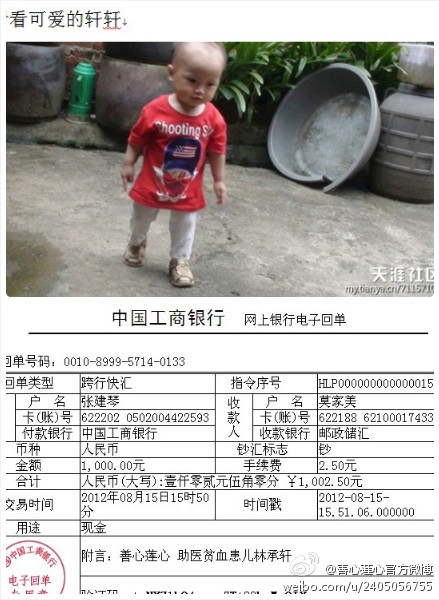 看可爱的轩轩
Shooting S
天涯社区
my.tianya.cn/711571
中国工商银行 网上银行电子回单
回单号码: 0010-8999-5714-0133
回单类型 跨行快汇 指令序号 HLP000000000000015
户 名 张建琴 收款人 户 名 莫家美
卡(账)号 622202 0502004422593 卡(账)号 622188 62100017433
付款银行 中国工商银行 收款银行 邮政储汇
币种 人民币 钞汇标志 钞
金额 1,000.00元 手续费 2.50元
合计 人民币(大写):壹仟零贰元伍角零分 ¥1,002.50元
交易时间 2012年08月15日15时50分 时间戳 2012-08-15-15.51.06.000000
用途 现金
附言: 善心莲心 助医贫血患儿林承轩
中国工商银行
电子回单
@善心莲心官方微博
weibo.com/u/2405056755